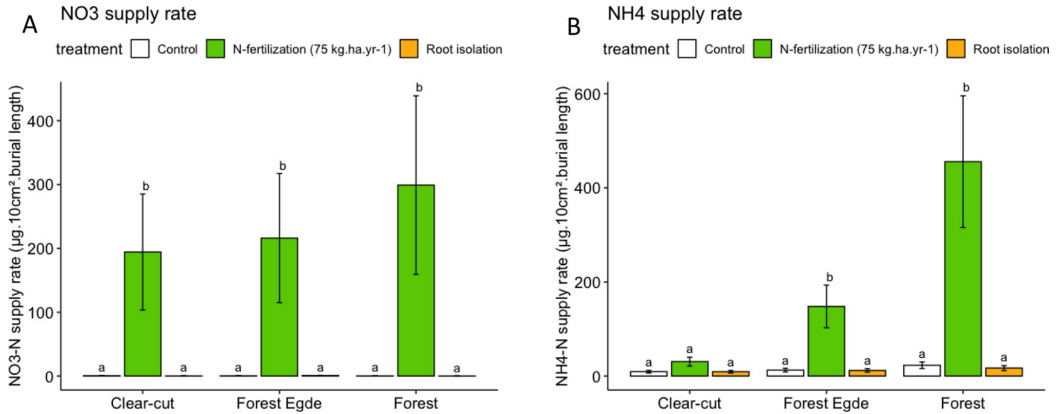 A
NO3 supply rate
treatment Control N-fertilization (75 kg.ha.yr-1) Root isolation
NO3-N supply rate (µg.10cm².burial length)
400
300
200
100
0
b
b
b
a a a a a a
Clear-cut Forest Egde Forest
B
NH4 supply rate
treatment Control N-fertilization (75 kg.ha.yr-1) Root isolation
NH4-N supply rate (µg.10cm².burial length)
600
400
200
0
b
b
a a a a a a a
Clear-cut Forest Egde Forest